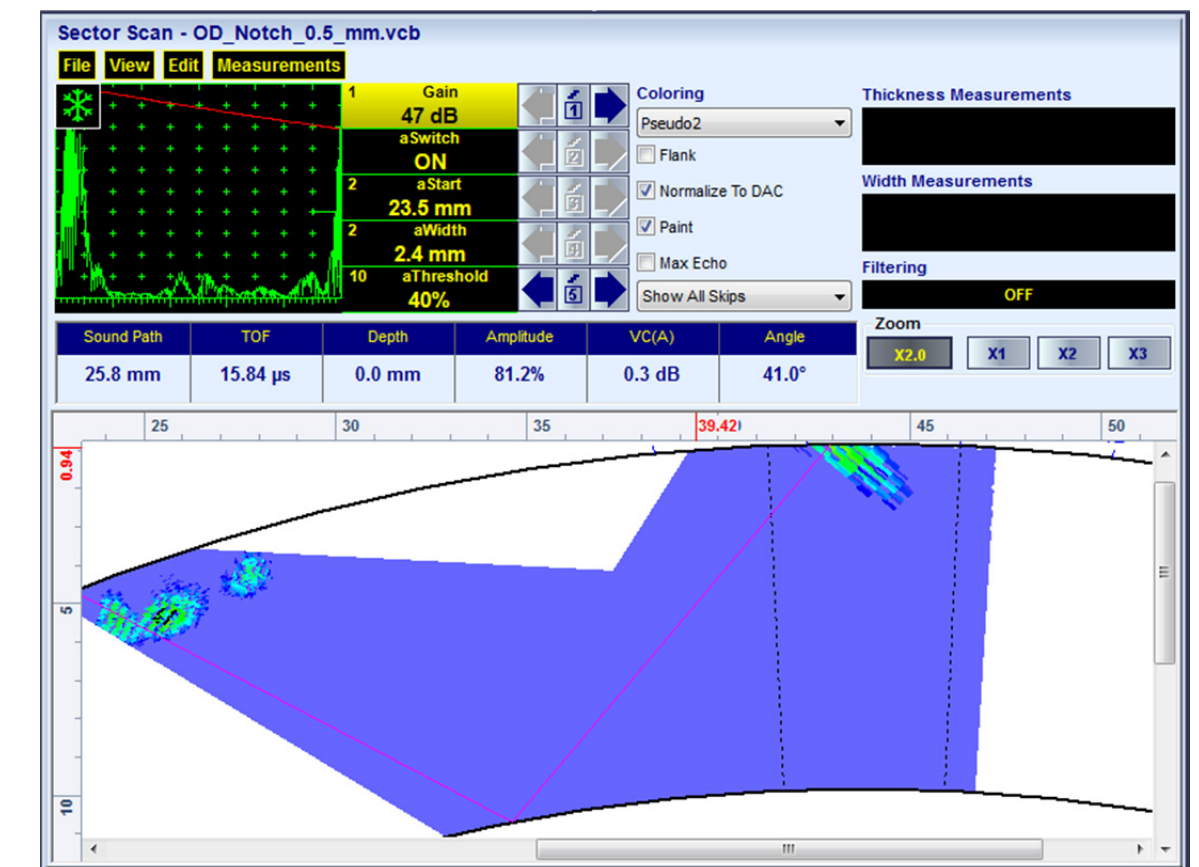 Sector Scan - OD_Notch_0.5_mm.vcb
File View Edit Measurements
1 Gain
47 dB
aSwitch
ON
2 aStart
23.5 mm
2 aWidth
2.4 mm
10 aThreshold
40%
1
2
3
4
5
Coloring
Pseudo2
Flank
Normalize To DAC
Paint
Max Echo
Show All Skips
Thickness Measurements
Width Measurements
Filtering
OFF
Zoom
X2.0 X1 X2 X3
Sound Path TOF Depth Amplitude VC(A) Angle
25.8 mm 15.84 µs 0.0 mm 81.2% 0.3 dB 41.0°
25 30 35 39.42 45 50
0.94
5
10